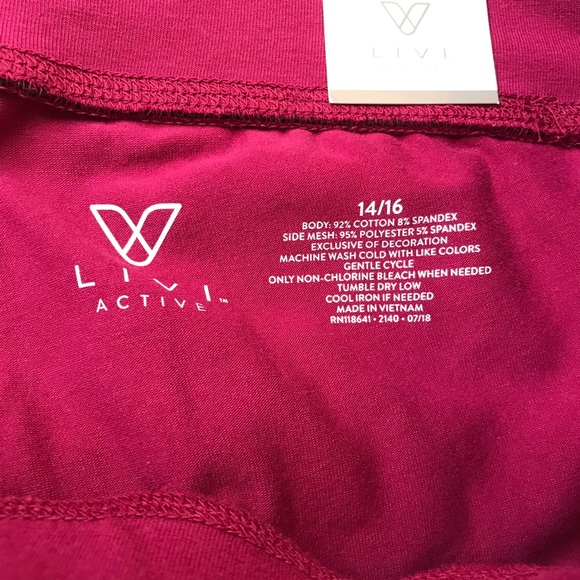 LIVI
LIVI
ACTIVE™
14/16
BODY: 92% COTTON 8% SPANDEX
SIDE MESH: 95% POLYESTER 5% SPANDEX
EXCLUSIVE OF DECORATION
MACHINE WASH COLD WITH LIKE COLORS
GENTLE CYCLE
ONLY NON-CHLORINE BLEACH WHEN NEEDED
TUMBLE DRY LOW
COOL IRON IF NEEDED
MADE IN VIETNAM
RN118641 • 2140 • 07/18